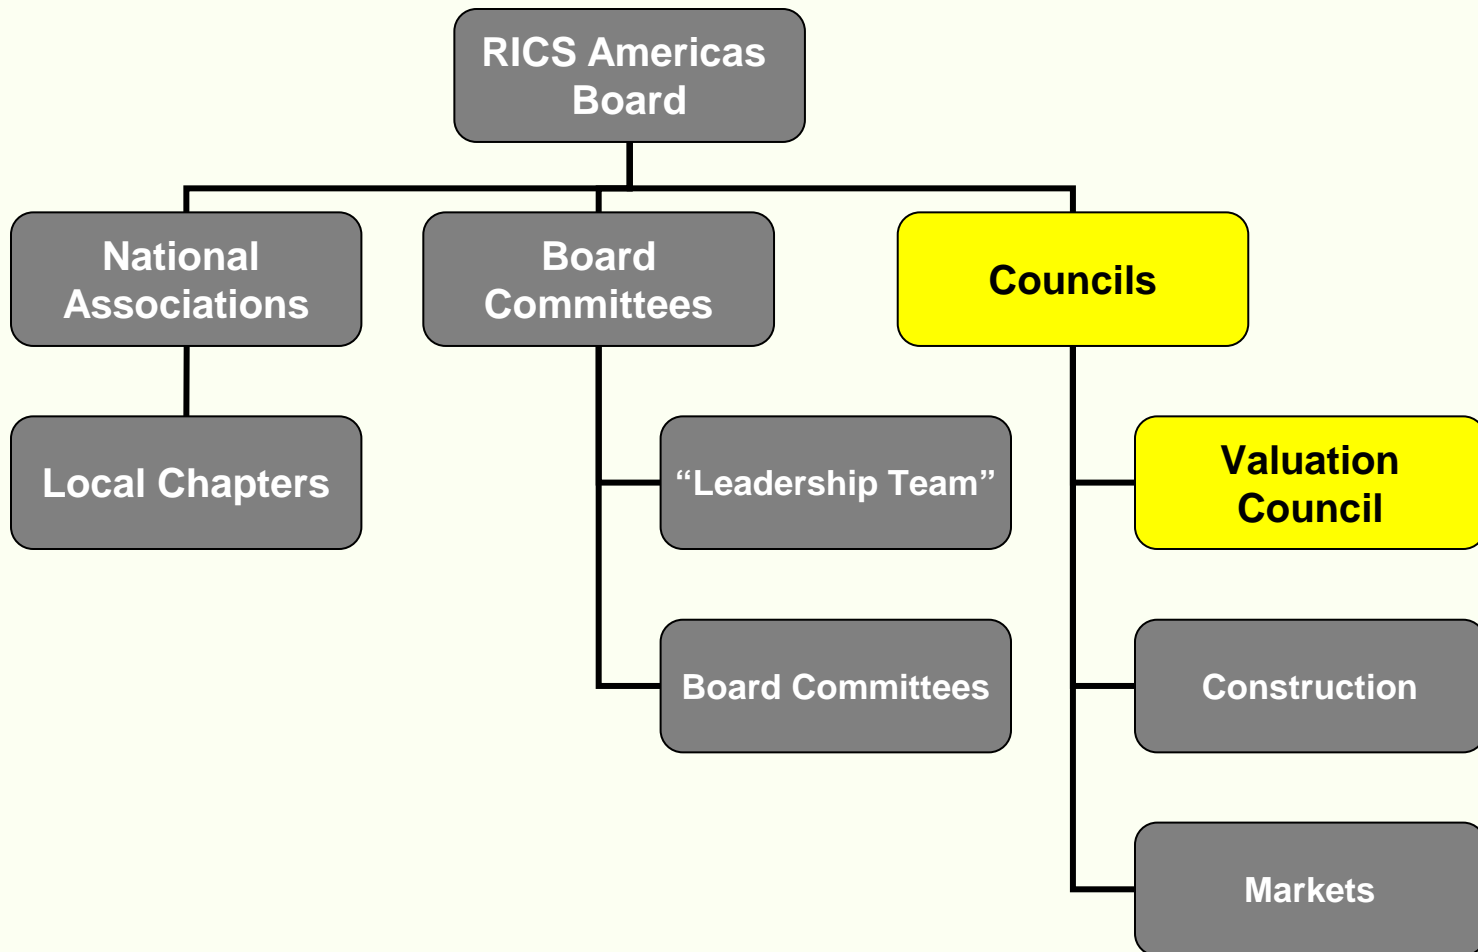 RICS Americas
Board
National
Associations
Board
Committees
Councils
Local Chapters
“Leadership Team”
Valuation
Council
Board Committees
Construction
Markets